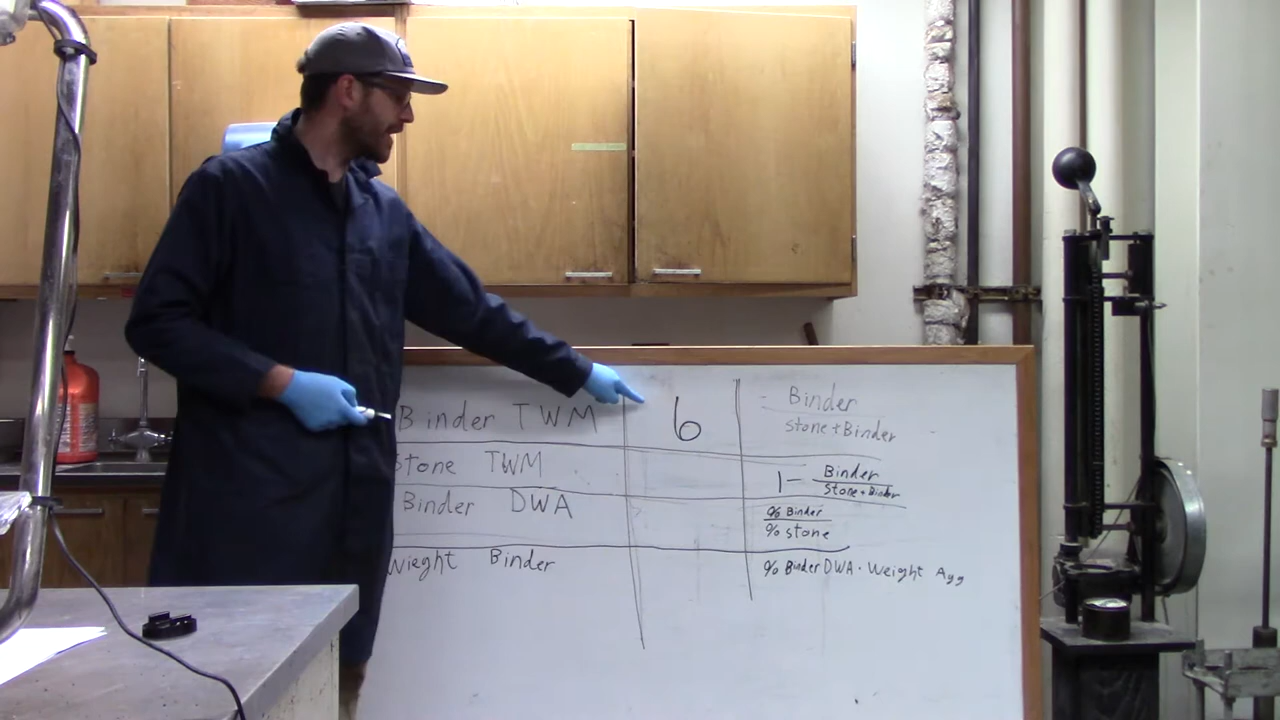 Binder TWM 6 = Binder
Stone + Binder
Stone TWM 1 - Binder
Stone + Binder
Binder DWA % Binder
% Stone
Wieght Binder % Binder DWA · Weight Agg